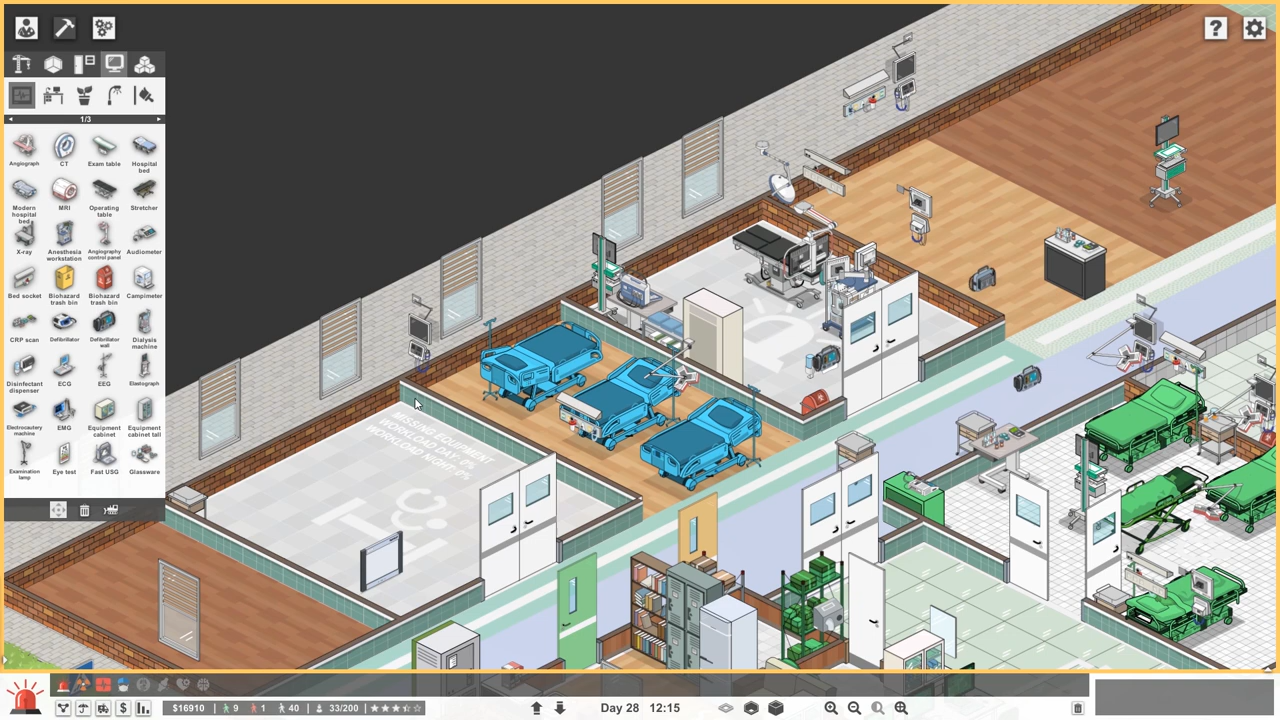 1/3
Angiograph
CT
Exam table
Hospital bed
Modern hospital bed
MRI
Operating table
Stretcher
X-ray
Anesthesia workstation
Angiography control panel
Audiometer
Bed socket
Biohazard trash bin
Biohazard trash bin
Campimeter
CRP scan
Defibrillator
Defibrillator wall
Dialysis machine
Disinfectant dispenser
ECG
EEG
Elastograph
Electrocautery machine
EMG
Equipment cabinet
Equipment cabinet tall
Examination lamp
Eye test
Fast USG
Glassware
MISSING EQUIPMENT
WORKLOAD DAY: 0%
WORKLOAD NIGHT: 0%
?
$16910 | 9 | 1 | 40 | 33/200
Day 28 12:15